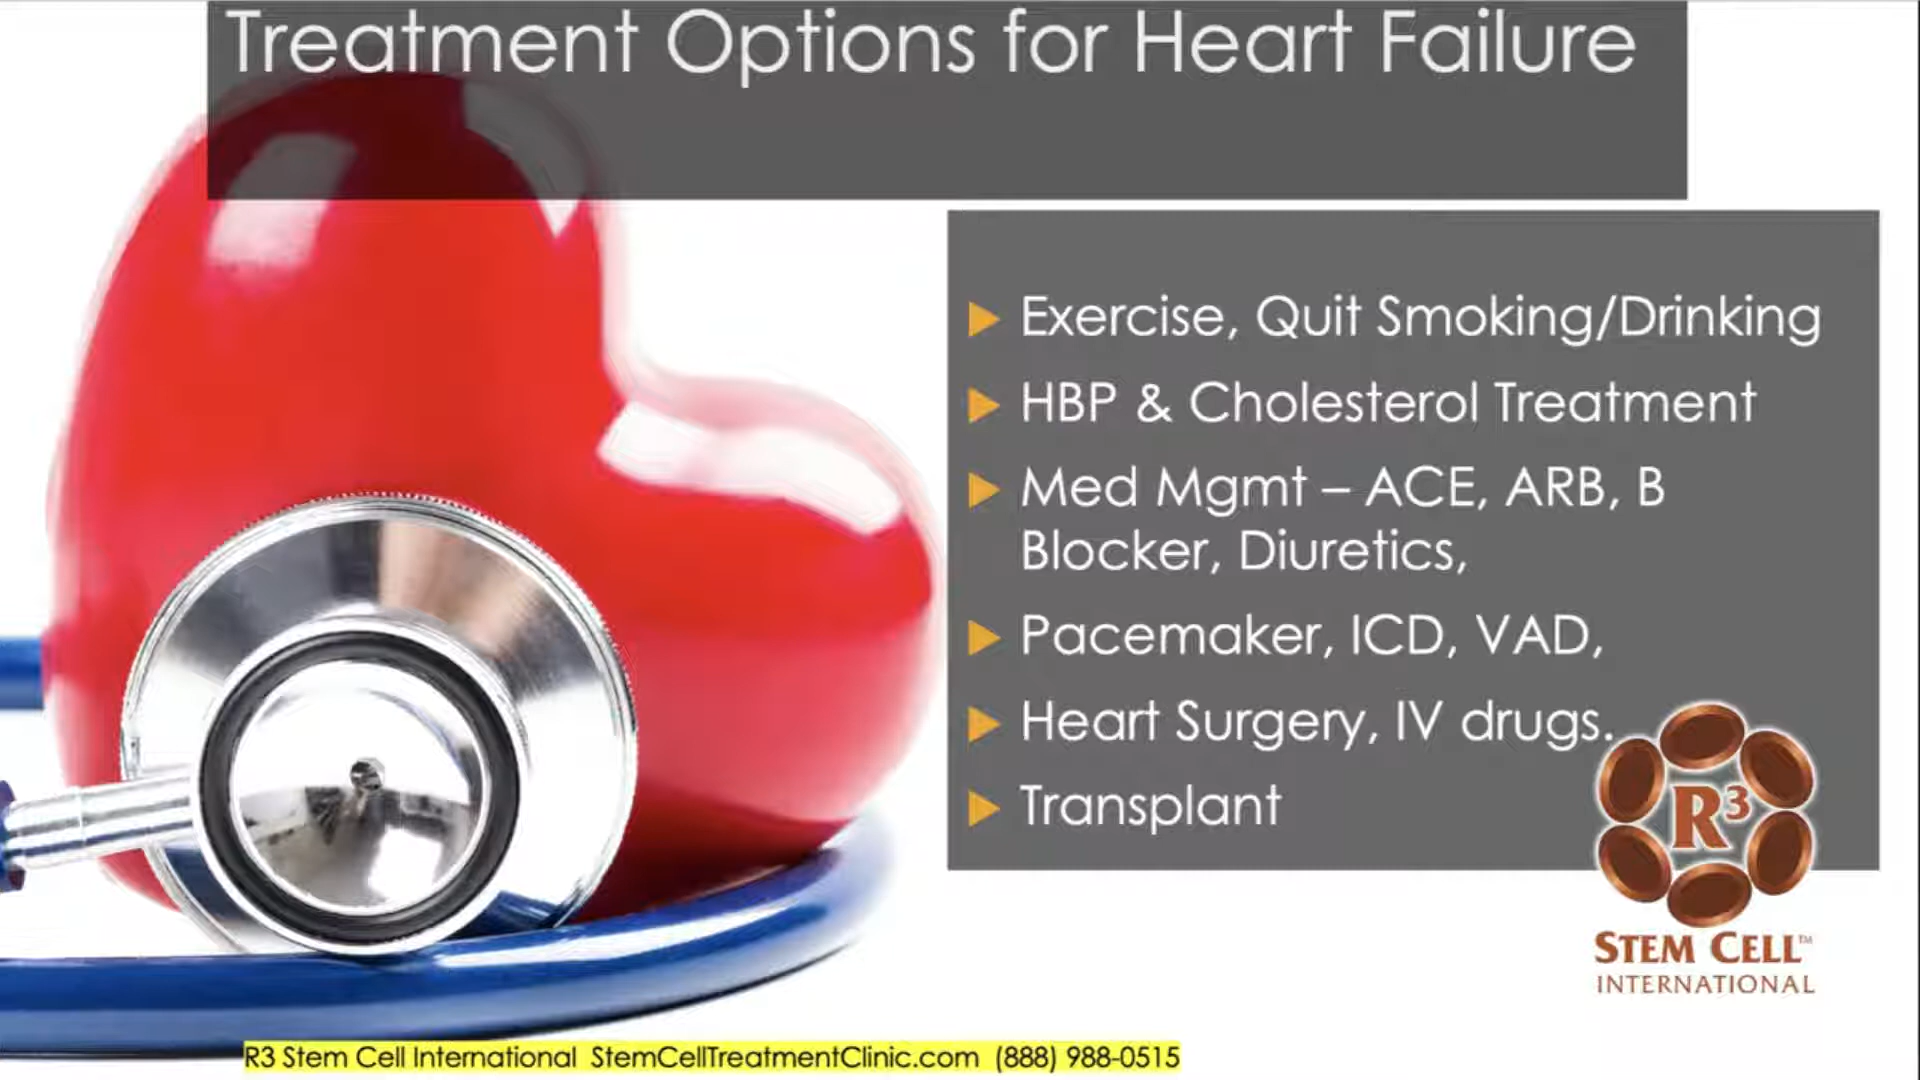 Treatment Options for Heart Failure
Exercise, Quit Smoking/Drinking
HBP & Cholesterol Treatment
Med Mgmt – ACE, ARB, B
Blocker, Diuretics,
Pacemaker, ICD, VAD,
Heart Surgery, IV drugs.
Transplant
R³
STEM CELL™
INTERNATIONAL
R3 Stem Cell International StemCellTreatmentClinic.com (888) 988-0515